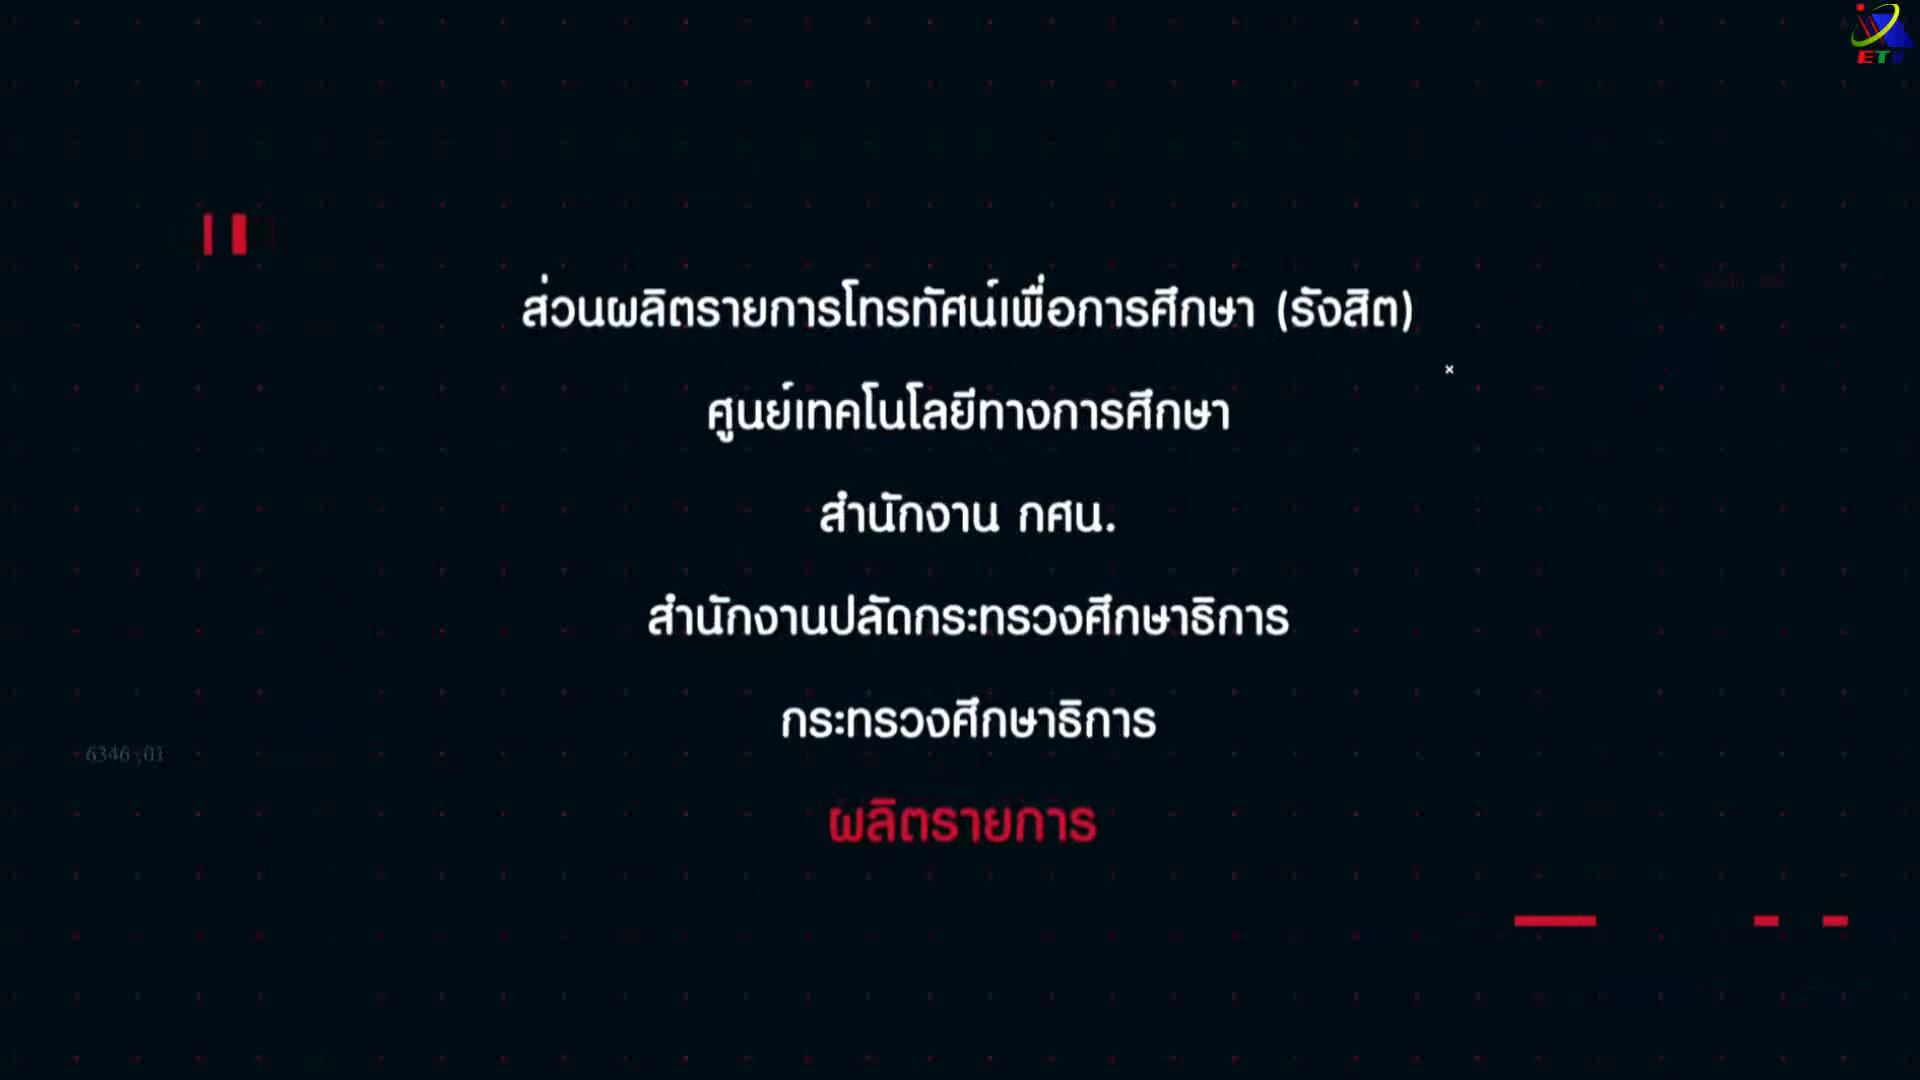 ETV
ส่วนผลิตรายการโทรทัศน์เพื่อการศึกษา (รังสิต)
ศูนย์เทคโนโลยีทางการศึกษา
สำนักงาน กศน.
สำนักงานปลัดกระทรวงศึกษาธิการ
กระทรวงศึกษาธิการ
6346;01
ผลิตรายการ